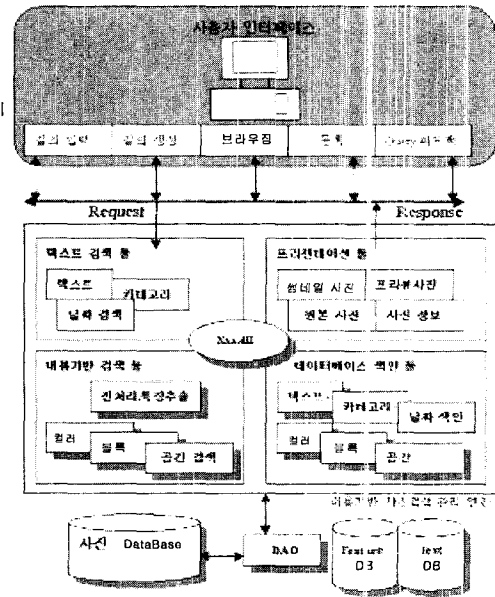 사용가 인터페이스
질의 입력
질의 생성
브라우징
등록
Request
Response
텍스트 검색 툴
텍스트
카테고리
날짜 검색
프리젠테이션 툴
썸네일 사진
프리뷰사진
원본 사진
사진 정보
Xxx.dll
내용기반 검색 툴
전처리,특징추출
컬러
블록
공간 검색
데이터베이스 색인 툴
텍스트
카테고리
날짜 색인
컬러
블록
공간
사진 DataBase
DAO
Feature
DB
Text
DB